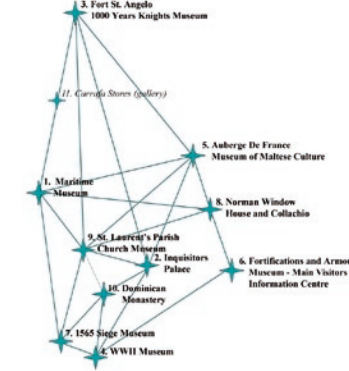 3. Fort St. Angelo
1000 Years Knights Museum
11. Carrafa Stores (gallery)
5. Auberge De France
Museum of Maltese Culture
1. Maritime
Museum
8. Norman Window
House and Collachio
9. St. Laurent's Parish
Church Museum
2. Inquisitors
Palace
6. Fortifications and Armou
Museum - Main Visitors
Information Centre
10. Dominican
Monastery
7. 1565 Siege Museum
4. WWII Museum